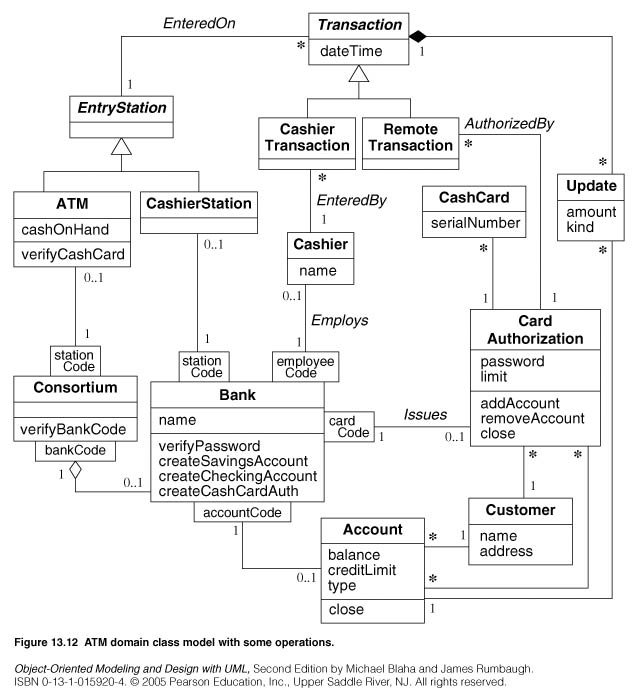 EnteredOn
Transaction
dateTime
*
1
1
EntryStation
Cashier
Transaction
Remote
Transaction
AuthorizedBy
*
*
*
EnteredBy
1
ATM
cashOnHand
verifyCashCard
CashierStation
CashCard
serialNumber
Update
amount
kind
0..1
0..1
Cashier
name
*
*
0..1
Employs
1
1
1
1
1
station
Code
station
Code
employee
Code
Card
Authorization
password
limit
addAccount
removeAccount
close
Consortium
verifyBankCode
bankCode
1
0..1
Bank
name
verifyPassword
createSavingsAccount
createCheckingAccount
createCashCardAuth
accountCode
card
Code
1
Issues
0..1
*
*
1
1
Customer
name
address
Account
balance
creditLimit
type
close
*
1
*
0..1
1
Figure 13.12 ATM domain class model with some operations.
Object-Oriented Modeling and Design with UML, Second Edition by Michael Blaha and James Rumbaugh.
ISBN 0-13-1-015920-4. © 2005 Pearson Education, Inc., Upper Saddle River, NJ. All rights reserved.